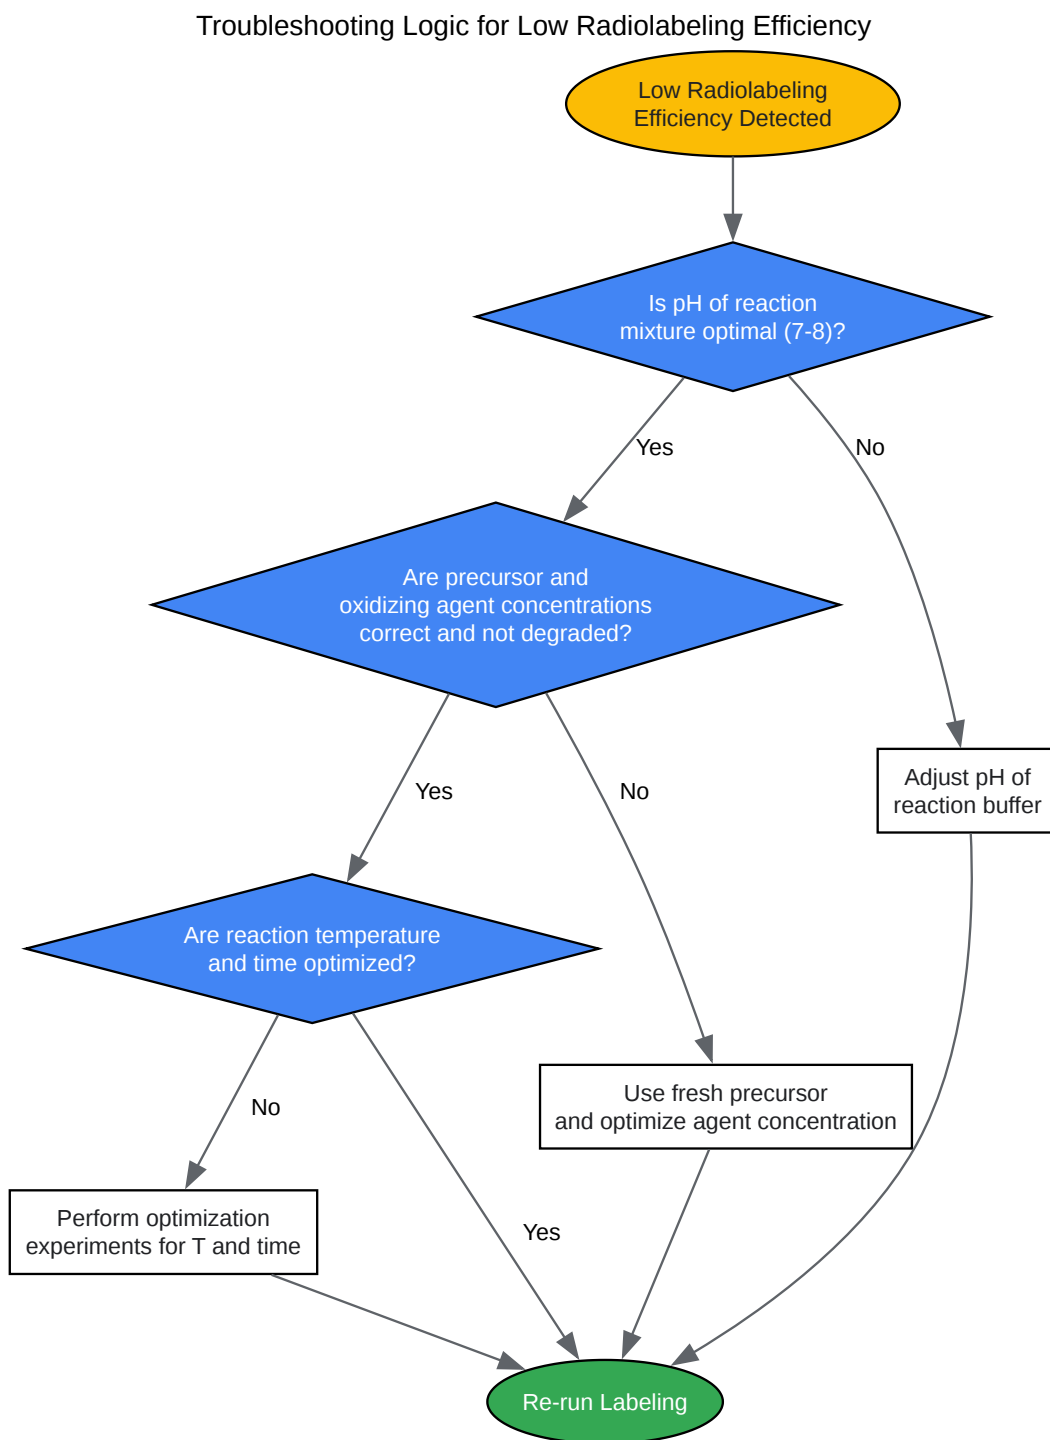 Troubleshooting Logic for Low Radiolabeling Efficiency
Low Radiolabeling
Efficiency Detected
Is pH of reaction
mixture optimal (7-8)?
Yes
No
Are precursor and
oxidizing agent concentrations
correct and not degraded?
Yes
No
Adjust pH of
reaction buffer
Are reaction temperature
and time optimized?
No
Yes
Use fresh precursor
and optimize agent concentration
Perform optimization
experiments for T and time
Re-run Labeling